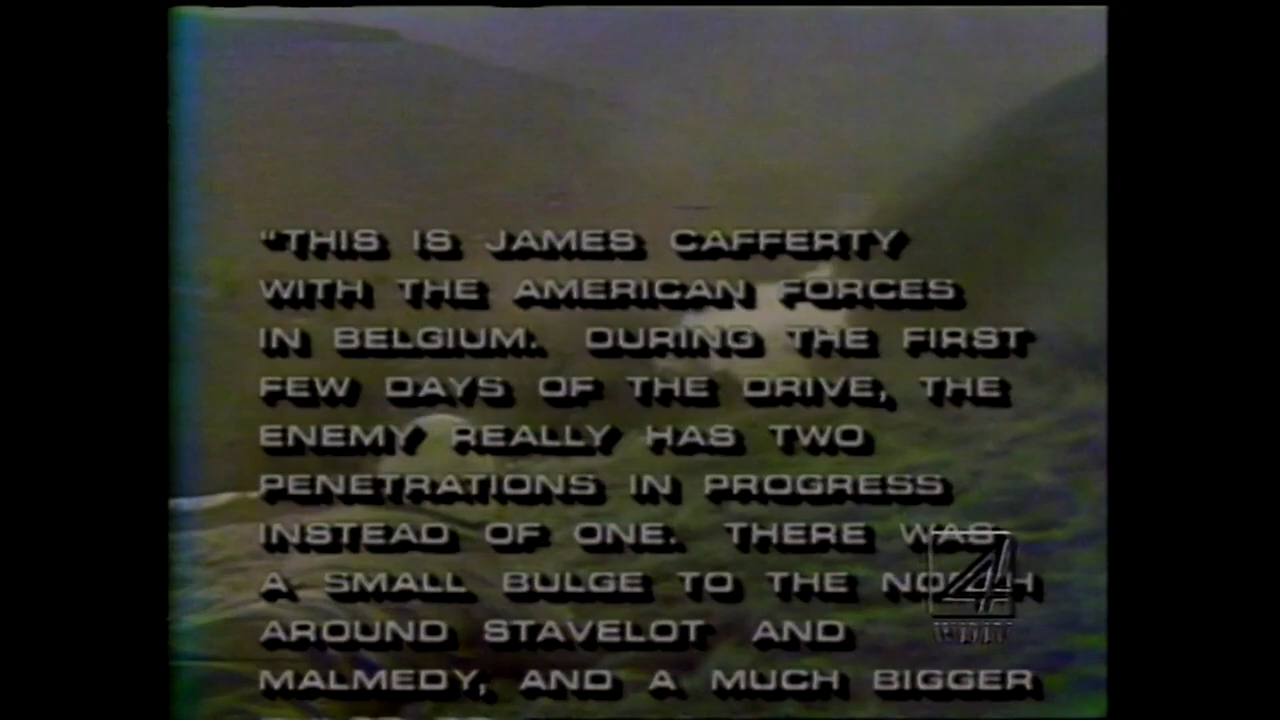 “THIS IS JAMES CAFFERTY
WITH THE AMERICAN FORCES
IN BELGIUM. DURING THE FIRST
FEW DAYS OF THE DRIVE, THE
ENEMY REALLY HAS TWO
PENETRATIONS IN PROGRESS
INSTEAD OF ONE. THERE WAS
A SMALL BULGE TO THE NORTH
AROUND STAVELOT AND
MALMEDY, AND A MUCH BIGGER
4